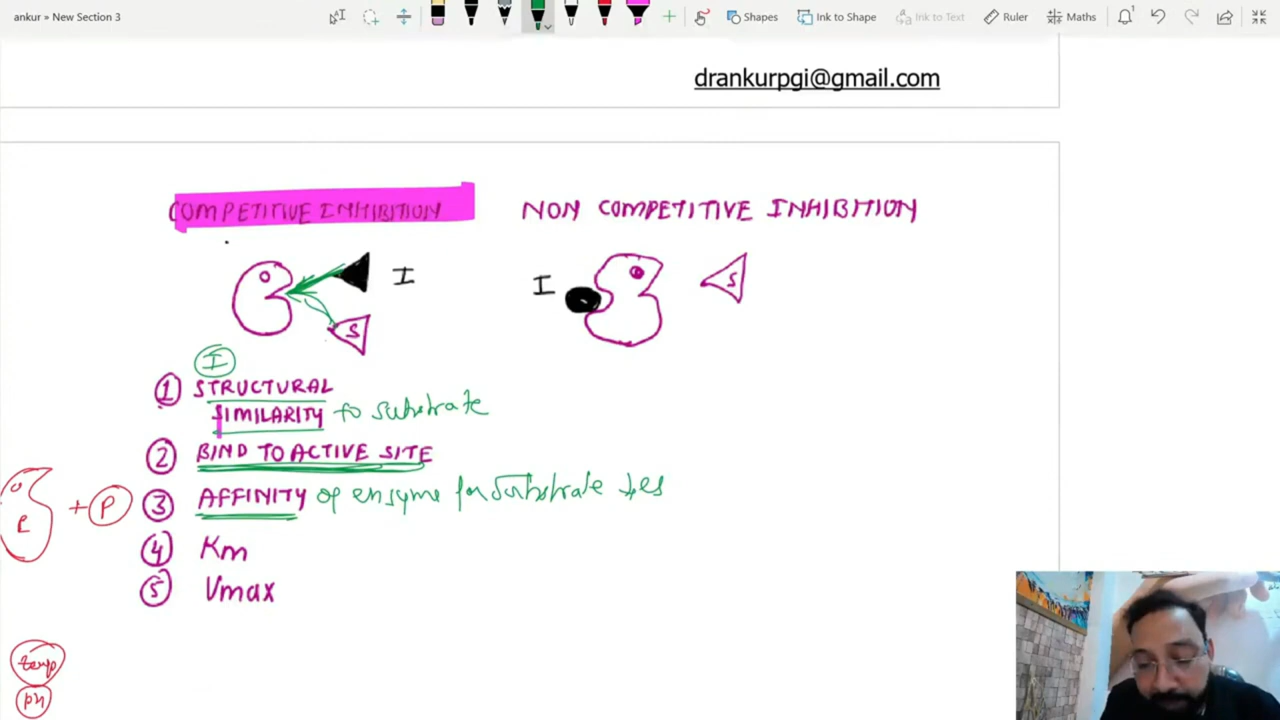 ankur » New Section 3
Shapes
Ink to Shape
Ink to Text
Ruler
Maths
drankurpgi@gmail.com
COMPETITIVE INHIBITION
NON COMPETITIVE INHIBITION
I
I
S
S
I
① STRUCTURAL
SIMILARITY to substrate
② BIND TO ACTIVE SITE
③ AFFINITY of enzyme for substrate ↓es
④ Km
⑤ Vmax
+ P
temp
pH